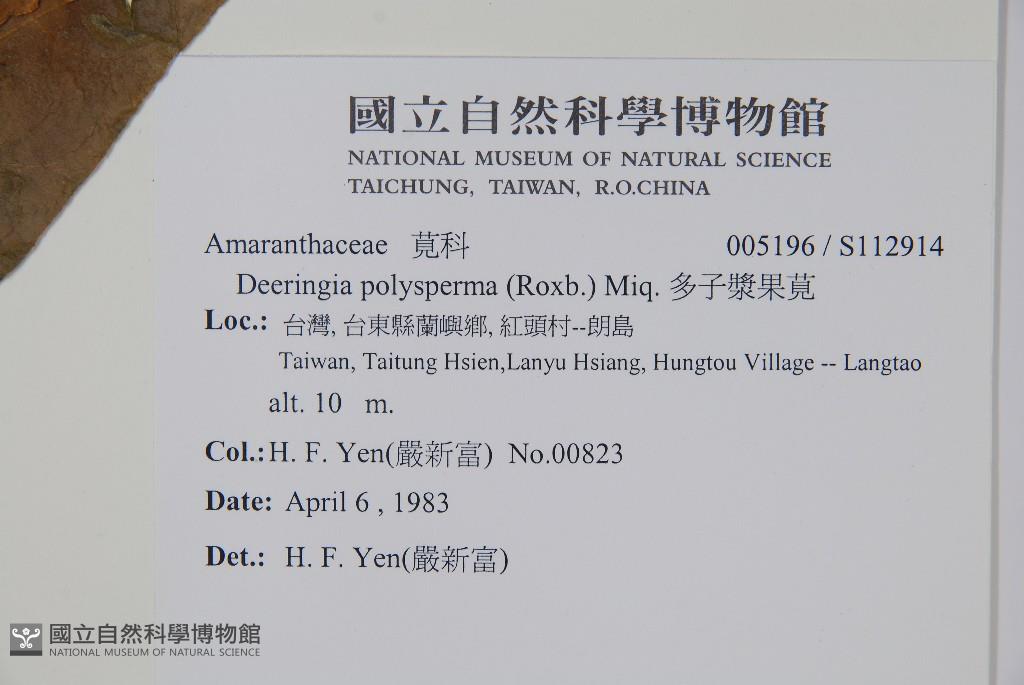 國立自然科學博物館
NATIONAL MUSEUM OF NATURAL SCIENCE
TAICHUNG, TAIWAN, R.O.CHINA
Amaranthaceae 莧科 005196 / S112914
Deeringia polysperma (Roxb.) Miq. 多子漿果莧
Loc.: 台灣, 台東縣蘭嶼鄉, 紅頭村--朗島
Taiwan, Taitung Hsien,Lanyu Hsiang, Hungtou Village -- Langtao
alt. 10 m.
Col.: H. F. Yen(嚴新富) No.00823
Date: April 6 , 1983
Det.: H. F. Yen(嚴新富)
國立自然科學博物館
NATIONAL MUSEUM OF NATURAL SCIENCE